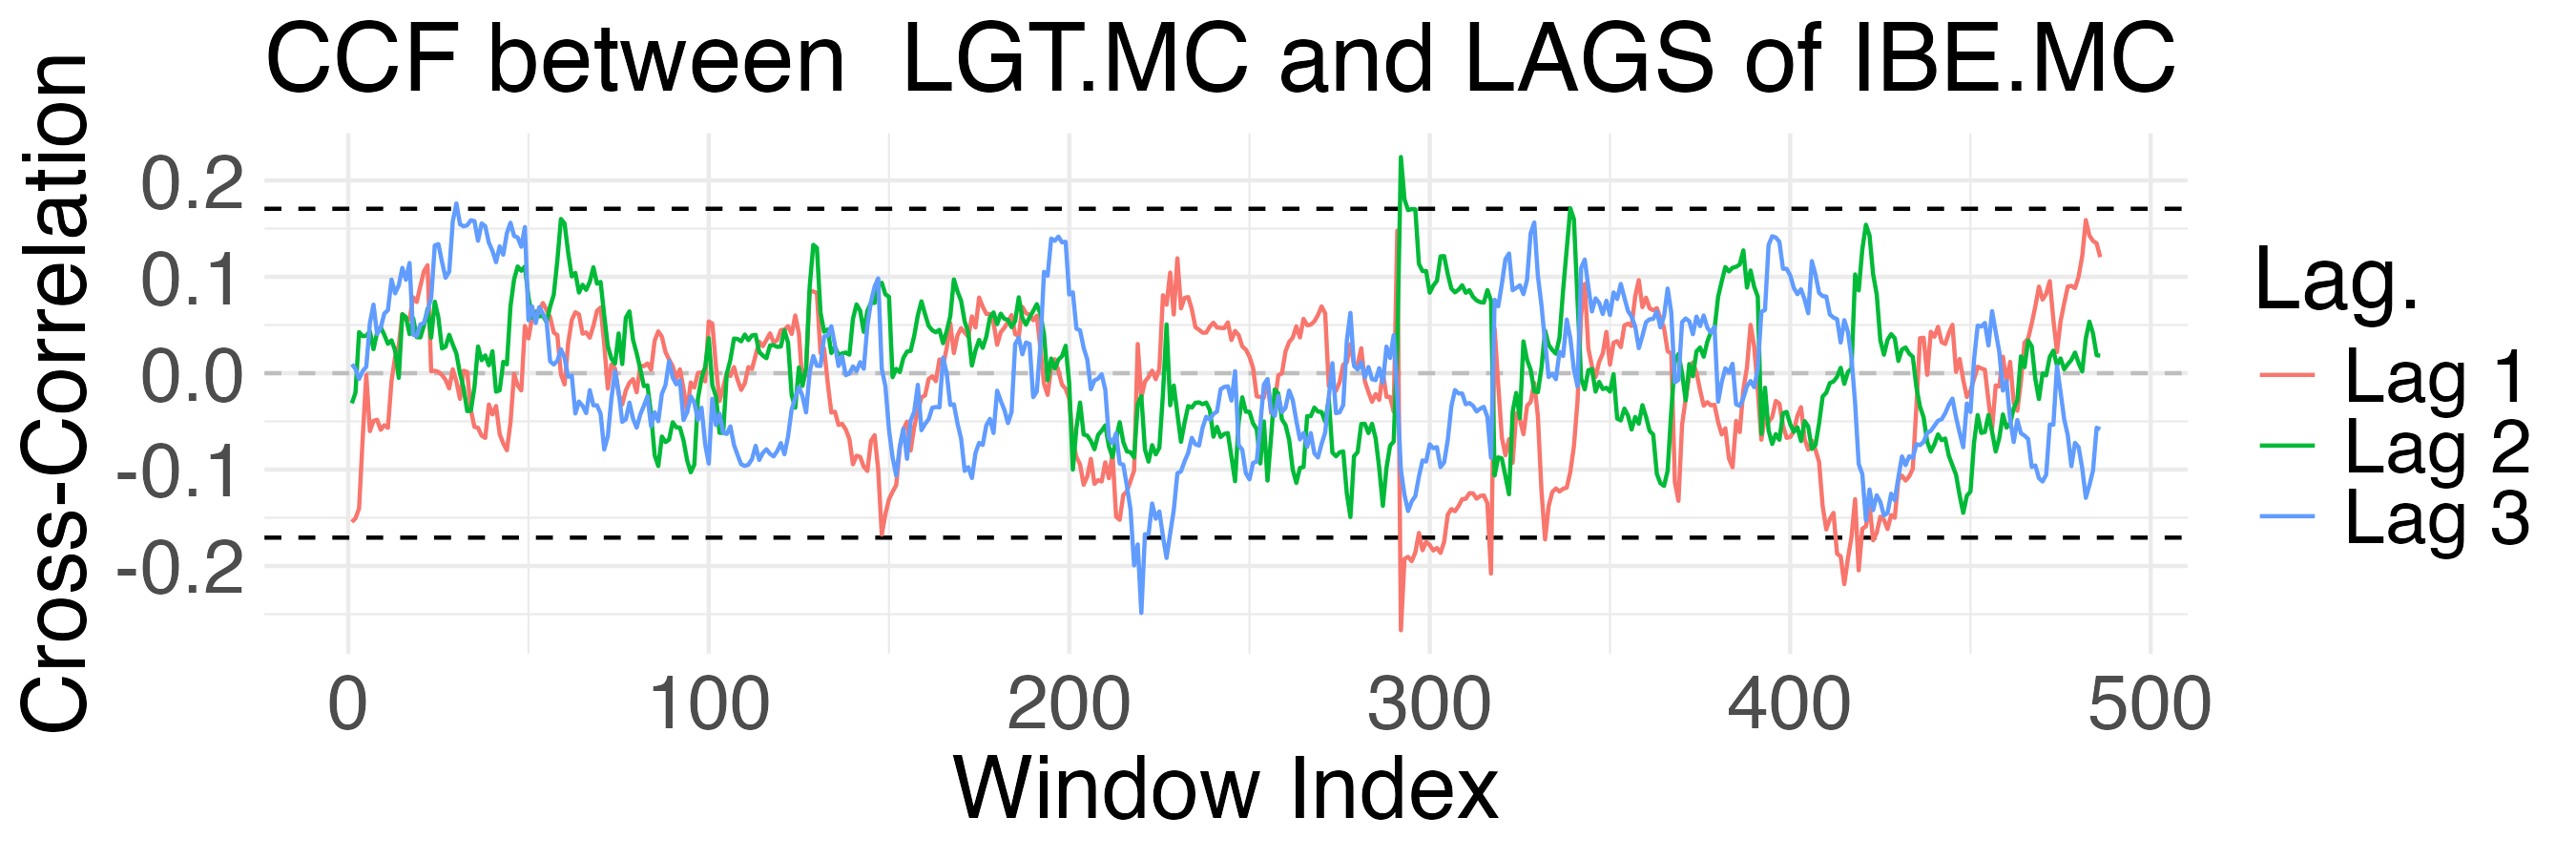 CCF between  LGT.MC and LAGS of IBE.MC
Cross-Correlation
0.2
0.1
0.0
-0.1
-0.2
0
100
200
300
400
500
Window Index
Lag.
Lag 1
Lag 2
Lag 3